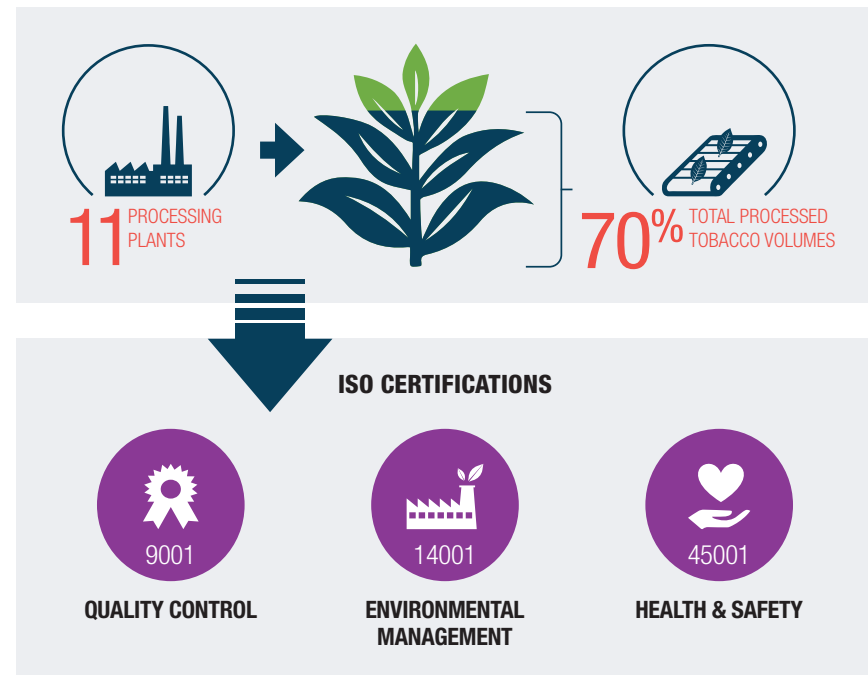 11 PROCESSING
PLANTS
70% TOTAL PROCESSED
TOBACCO VOLUMES
ISO CERTIFICATIONS
9001
QUALITY CONTROL
14001
ENVIRONMENTAL
MANAGEMENT
45001
HEALTH & SAFETY